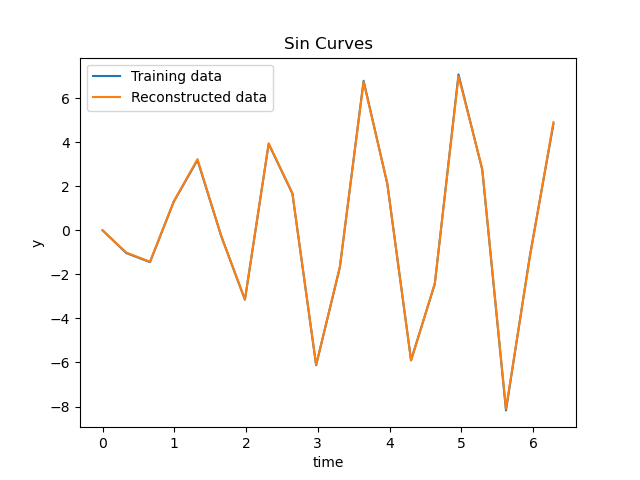 Sin Curves
Training data
Reconstructed data
y
6
4
2
0
−2
−4
−6
−8
0 1 2 3 4 5 6
time